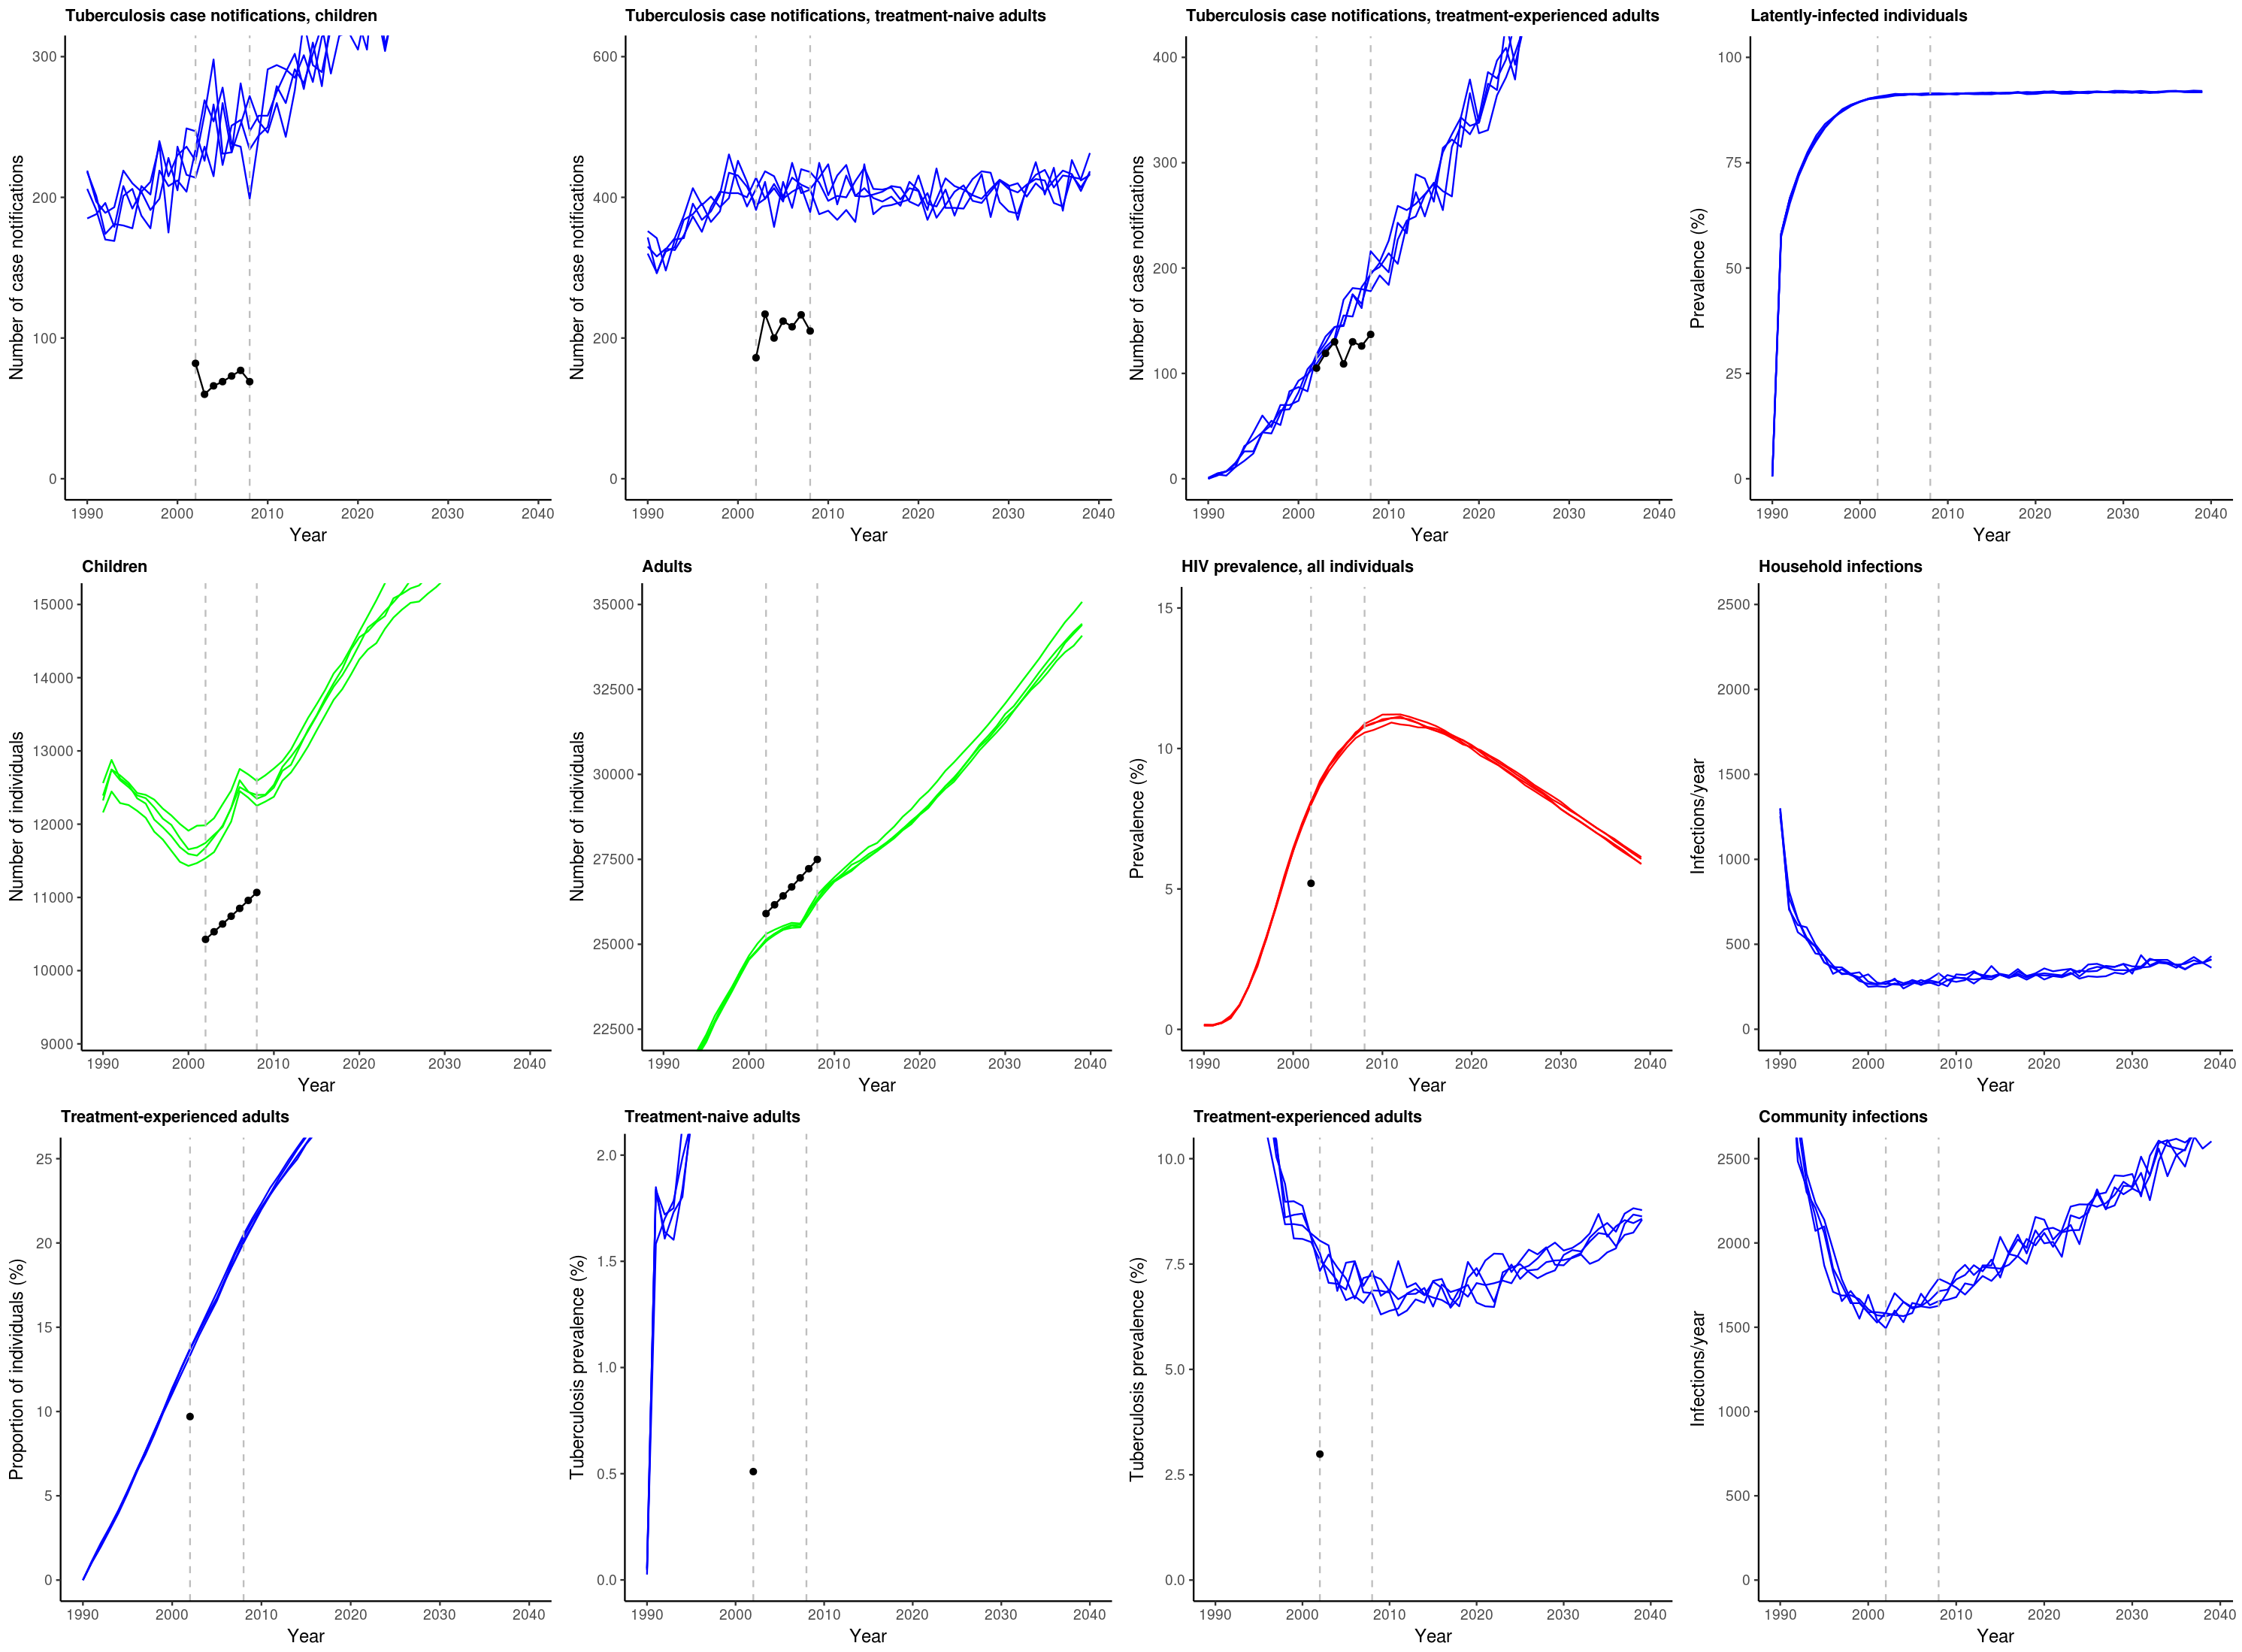 Tuberculosis case notifications, children
Number of case notifications
300
200
100
0
1990 2000 2010 2020 2030 2040
Year
Tuberculosis case notifications, treatment-naive adults
Number of case notifications
600
400
200
0
1990 2000 2010 2020 2030 2040
Year
Tuberculosis case notifications, treatment-experienced adults
Number of case notifications
400
300
200
100
0
1990 2000 2010 2020 2030 2040
Year
Latently-infected individuals
Prevalence (%)
100
75
50
25
0
1990 2000 2010 2020 2030 2040
Year
Children
Number of individuals
15000
14000
13000
12000
11000
10000
9000
1990 2000 2010 2020 2030 2040
Year
Adults
Number of individuals
35000
32500
30000
27500
25000
22500
1990 2000 2010 2020 2030 2040
Year
HIV prevalence, all individuals
Prevalence (%)
15
10
5
0
1990 2000 2010 2020 2030 2040
Year
Household infections
Infections/year
2500
2000
1500
1000
500
0
1990 2000 2010 2020 2030 2040
Year
Treatment-experienced adults
Proportion of individuals (%)
25
20
15
10
5
0
1990 2000 2010 2020 2030 2040
Year
Treatment-naive adults
Tuberculosis prevalence (%)
2.0
1.5
1.0
0.5
0.0
1990 2000 2010 2020 2030 2040
Year
Treatment-experienced adults
Tuberculosis prevalence (%)
10.0
7.5
5.0
2.5
0.0
1990 2000 2010 2020 2030 2040
Year
Community infections
Infections/year
2500
2000
1500
1000
500
0
1990 2000 2010 2020 2030 2040
Year